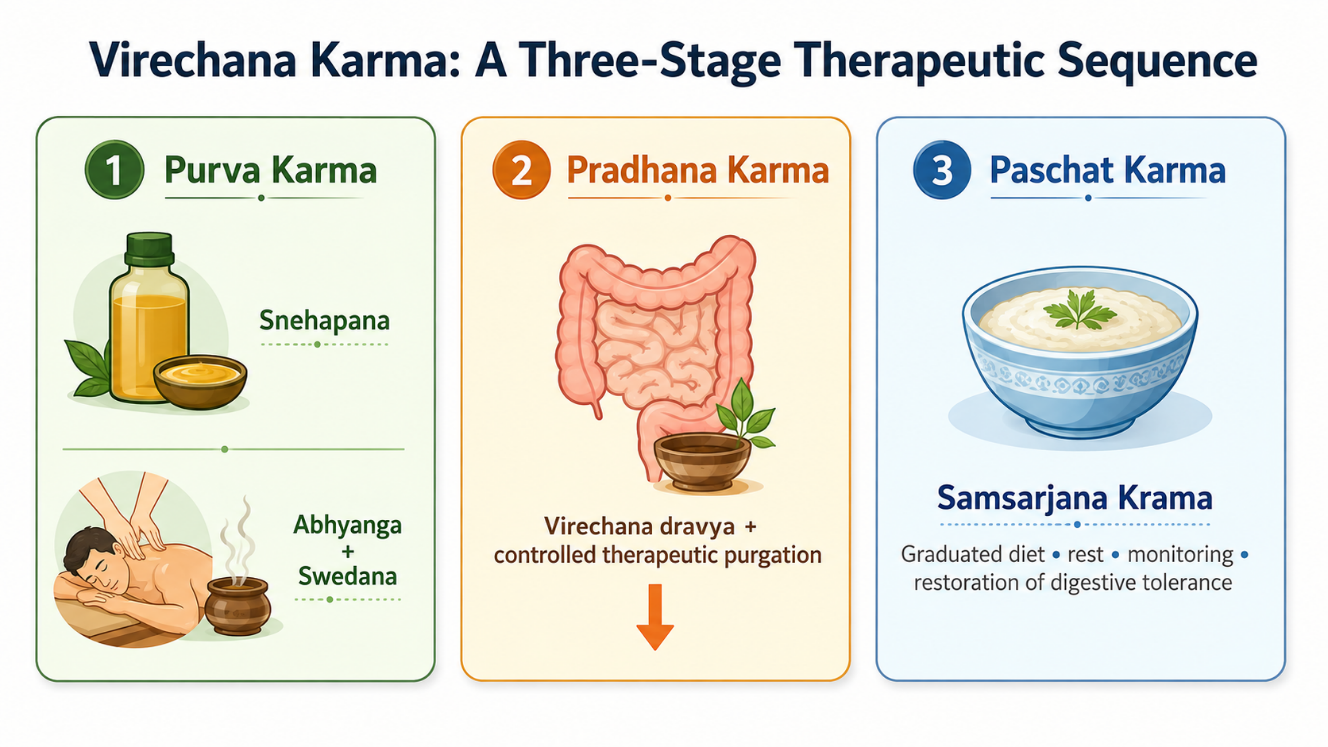 Virechana Karma: A Three-Stage Therapeutic Sequence
1 Purva Karma
Snehapana
Abhyanga
+
Swedana
2 Pradhana Karma
Virechana dravya +
controlled therapeutic purgation
3 Paschat Karma
Samsarjana Krama
Graduated diet • rest • monitoring •
restoration of digestive tolerance